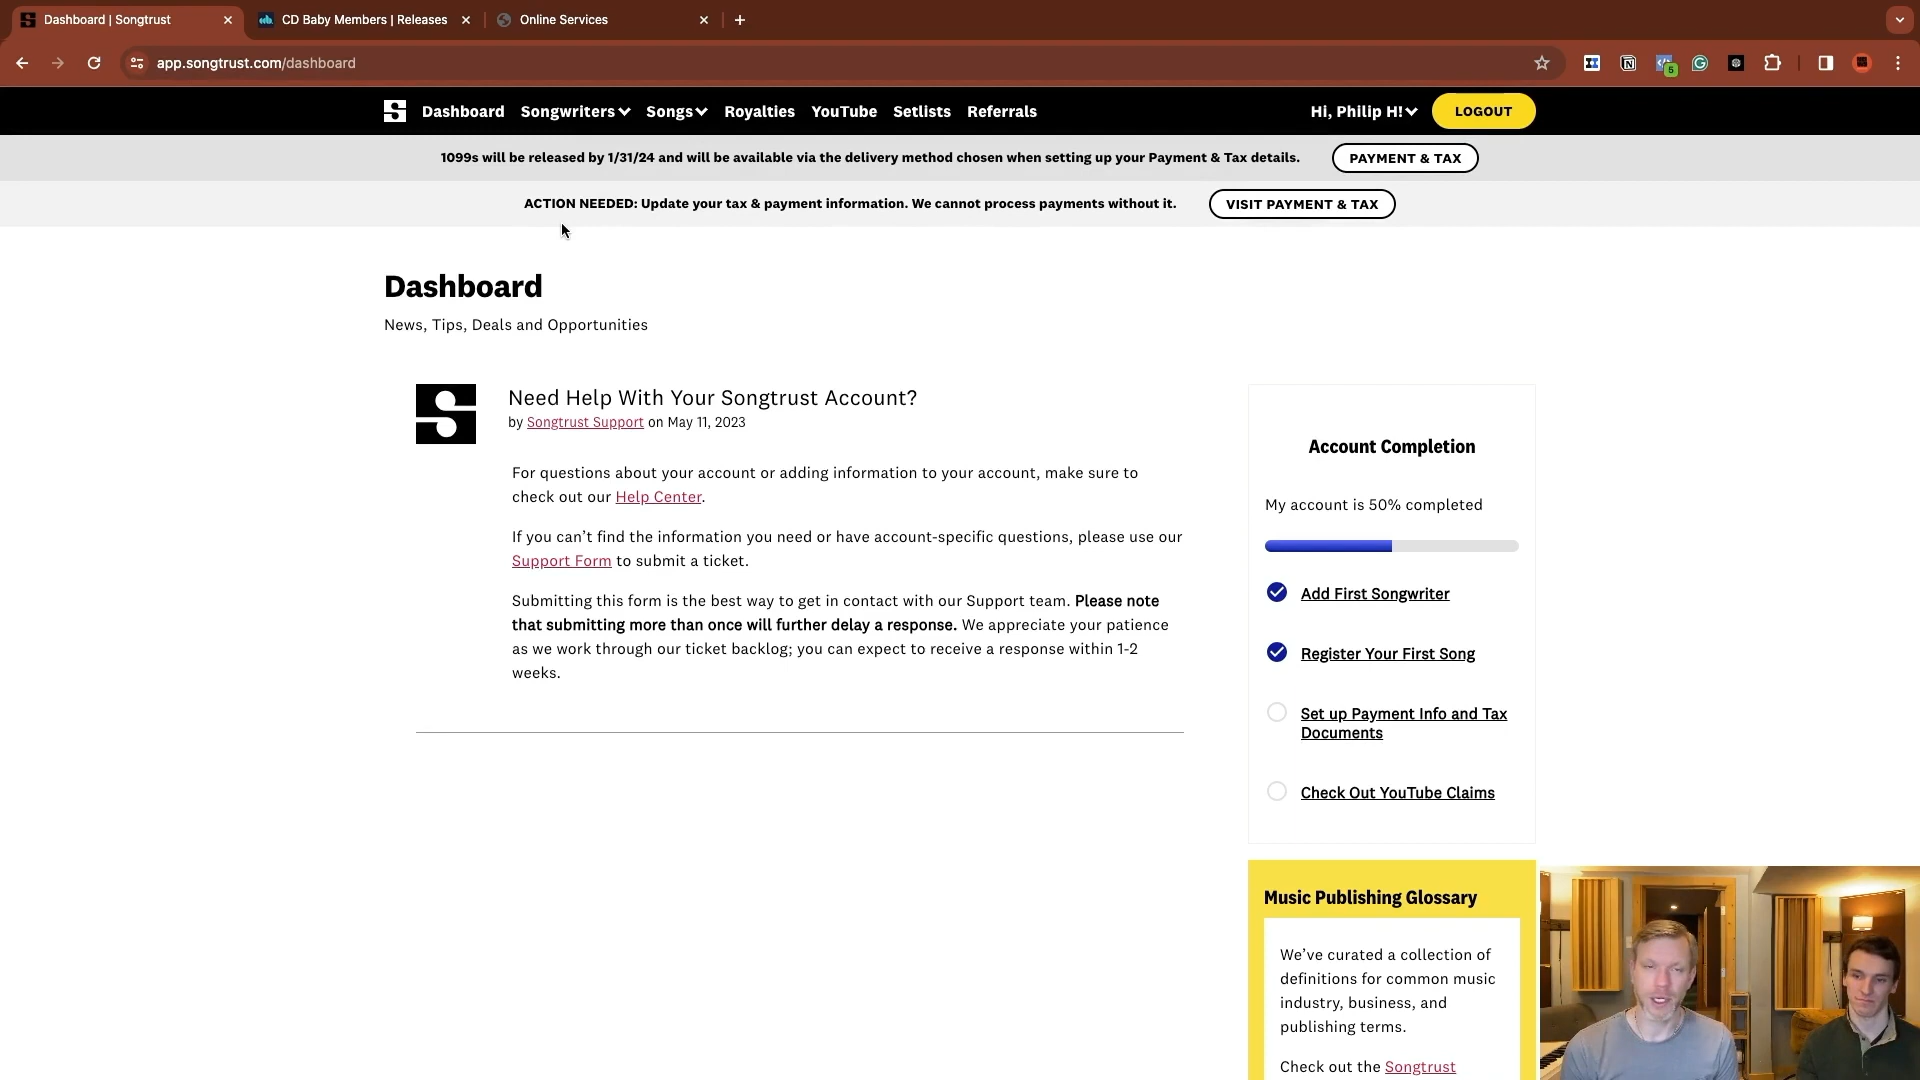 Dashboard | Songtrust
CD Baby Members | Releases
Online Services
app.songtrust.com/dashboard
5
Dashboard Songwriters Songs Royalties YouTube Setlists Referrals Hi, Philip H! LOGOUT
1099s will be released by 1/31/24 and will be available via the delivery method chosen when setting up your Payment & Tax details. PAYMENT & TAX
ACTION NEEDED: Update your tax & payment information. We cannot process payments without it. VISIT PAYMENT & TAX
Dashboard
News, Tips, Deals and Opportunities
Need Help With Your Songtrust Account?
by Songtrust Support on May 11, 2023
For questions about your account or adding information to your account, make sure to
check out our Help Center.
If you can’t find the information you need or have account-specific questions, please use our
Support Form to submit a ticket.
Submitting this form is the best way to get in contact with our Support team. Please note
that submitting more than once will further delay a response. We appreciate your patience
as we work through our ticket backlog; you can expect to receive a response within 1-2
weeks.
Account Completion
My account is 50% completed
Add First Songwriter
Register Your First Song
Set up Payment Info and Tax
Documents
Check Out YouTube Claims
Music Publishing Glossary
We’ve curated a collection of
definitions for common music
industry, business, and
publishing terms.
Check out the Songtrust